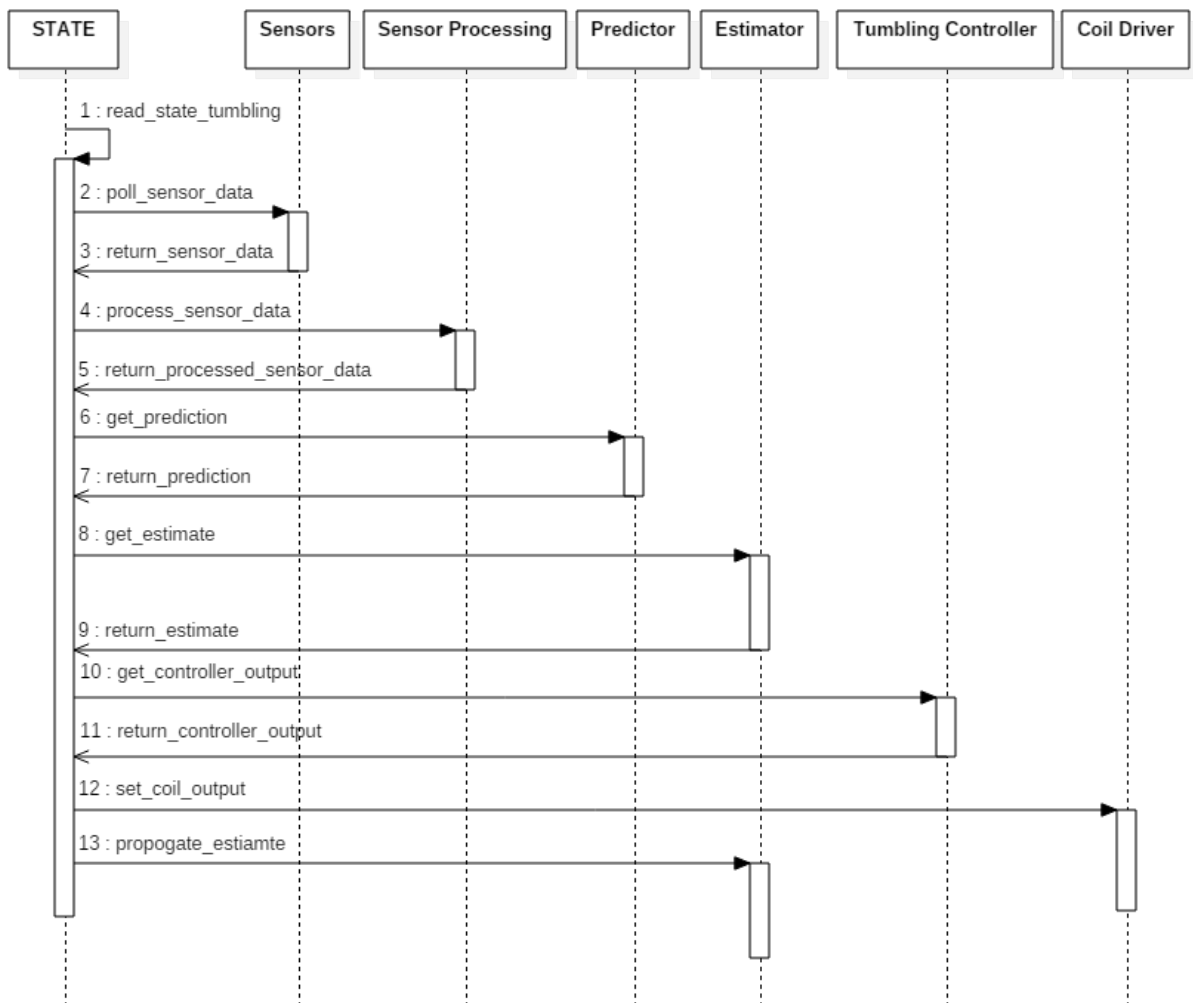 STATE
Sensors
Sensor Processing
Predictor
Estimator
Tumbling Controller
Coil Driver
1 : read_state_tumbling
2 : poll_sensor_data
3 : return_sensor_data
4 : process_sensor_data
5 : return_processed_sensor_data
6 : get_prediction
7 : return_prediction
8 : get_estimate
9 : return_estimate
10 : get_controller_output
11 : return_controller_output
12 : set_coil_output
13 : propogate_estiamte